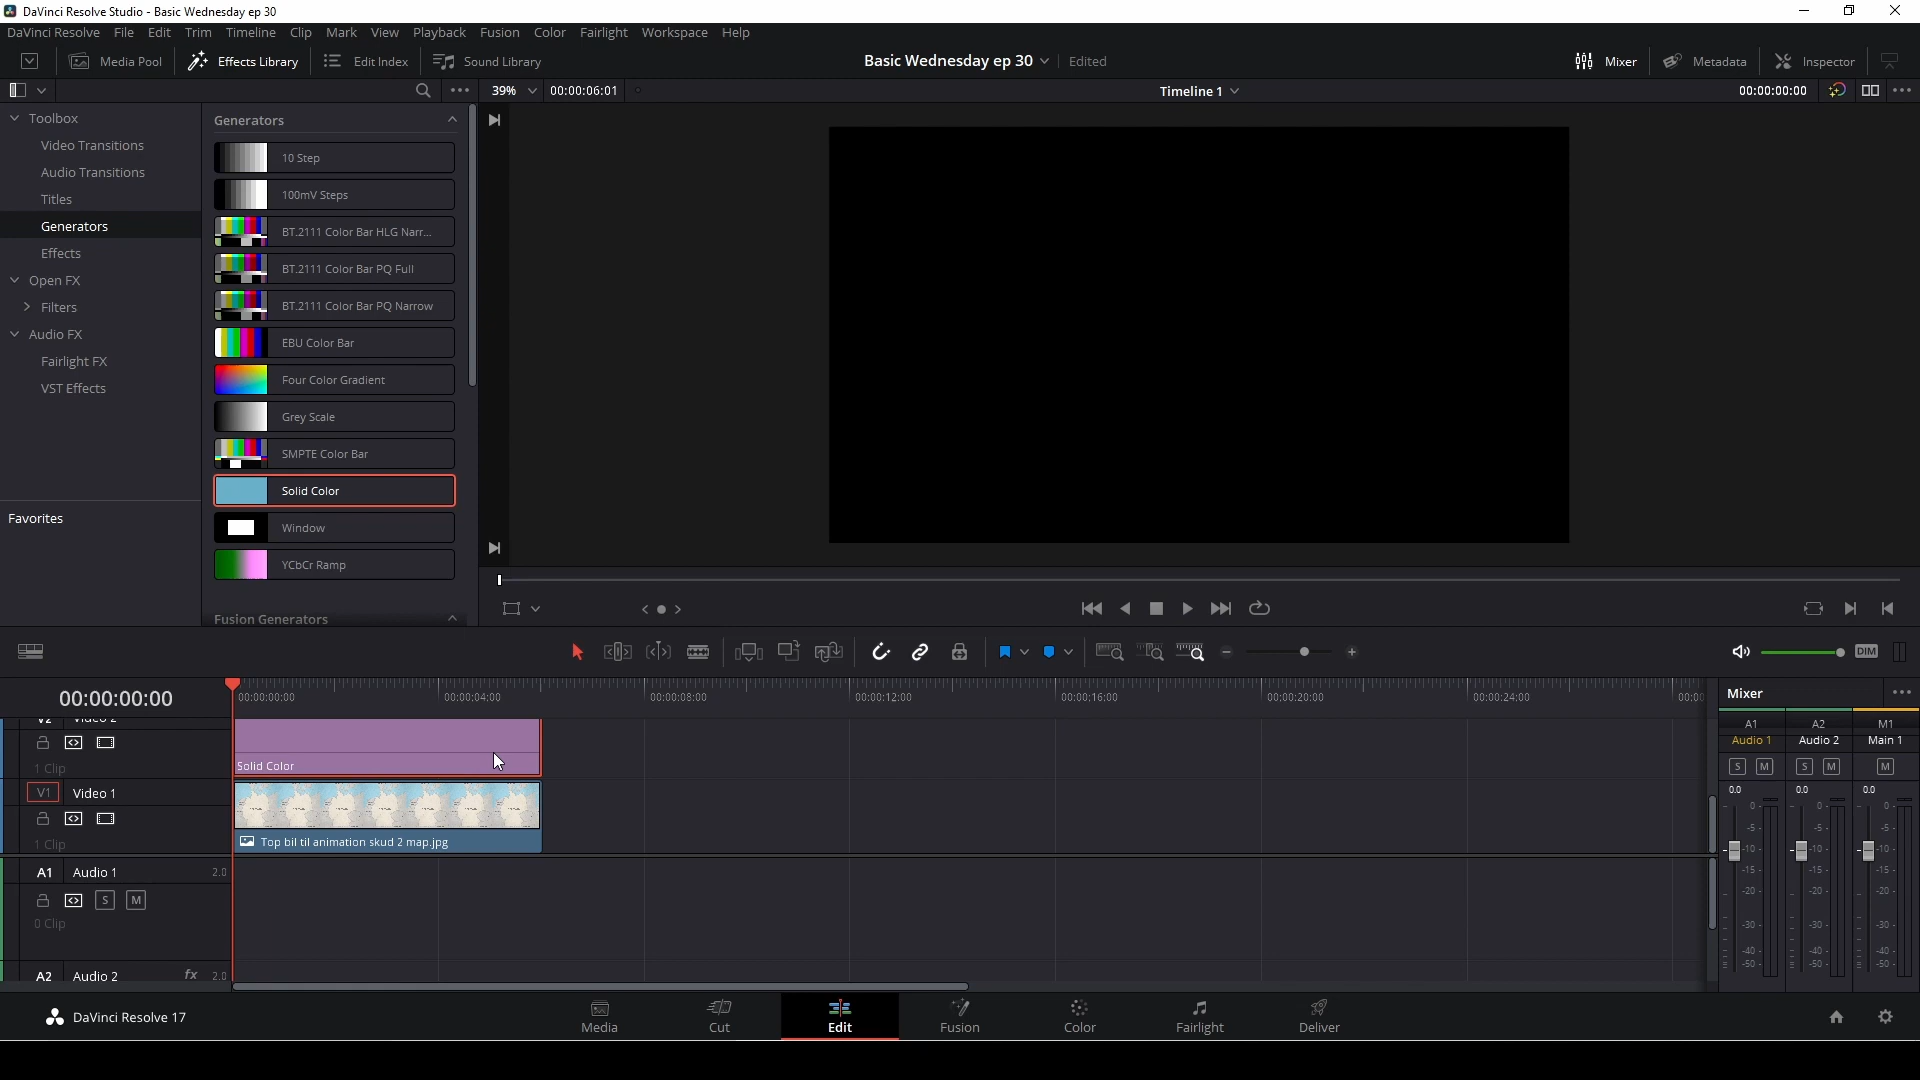 DaVinci Resolve Studio - Basic Wednesday ep 30
DaVinci Resolve File Edit Trim Timeline Clip Mark View Playback Fusion Color Fairlight Workspace Help
Media Pool Effects Library Edit Index Sound Library Basic Wednesday ep 30 Edited Mixer Metadata Inspector
39% 00:00:06:01 Timeline 1 00:00:00:00
Toolbox
Video Transitions
Audio Transitions
Titles
Generators
Effects
Open FX
Filters
Audio FX
Fairlight FX
VST Effects
Favorites
Generators
10 Step
100mV Steps
BT.2111 Color Bar HLG Narr...
BT.2111 Color Bar PQ Full
BT.2111 Color Bar PQ Narrow
EBU Color Bar
Four Color Gradient
Grey Scale
SMPTE Color Bar
Solid Color
Window
YCbCr Ramp
Fusion Generators
DIM
00:00:00:00
00:00:00:00 00:00:04:00 00:00:08:00 00:00:12:00 00:00:16:00 00:00:20:00 00:00:24:00 00:00
V2 Video 2
1 Clip
Solid Color
V1 Video 1
1 Clip
Top bil til animation skud 2 map.jpg
A1 Audio 1 2.0
S M
0 Clip
A2 Audio 2 fx 2.0
Mixer
A1 A2 M1
Audio 1 Audio 2 Main 1
S M S M M
0.0 0.0 0.0
0 0 0
-5 -5 -5
-10 -10 -10
-15 -15 -15
-20 -20 -20
-30 -30 -30
-40 -40 -40
-50 -50 -50
DaVinci Resolve 17
Media Cut Edit Fusion Color Fairlight Deliver